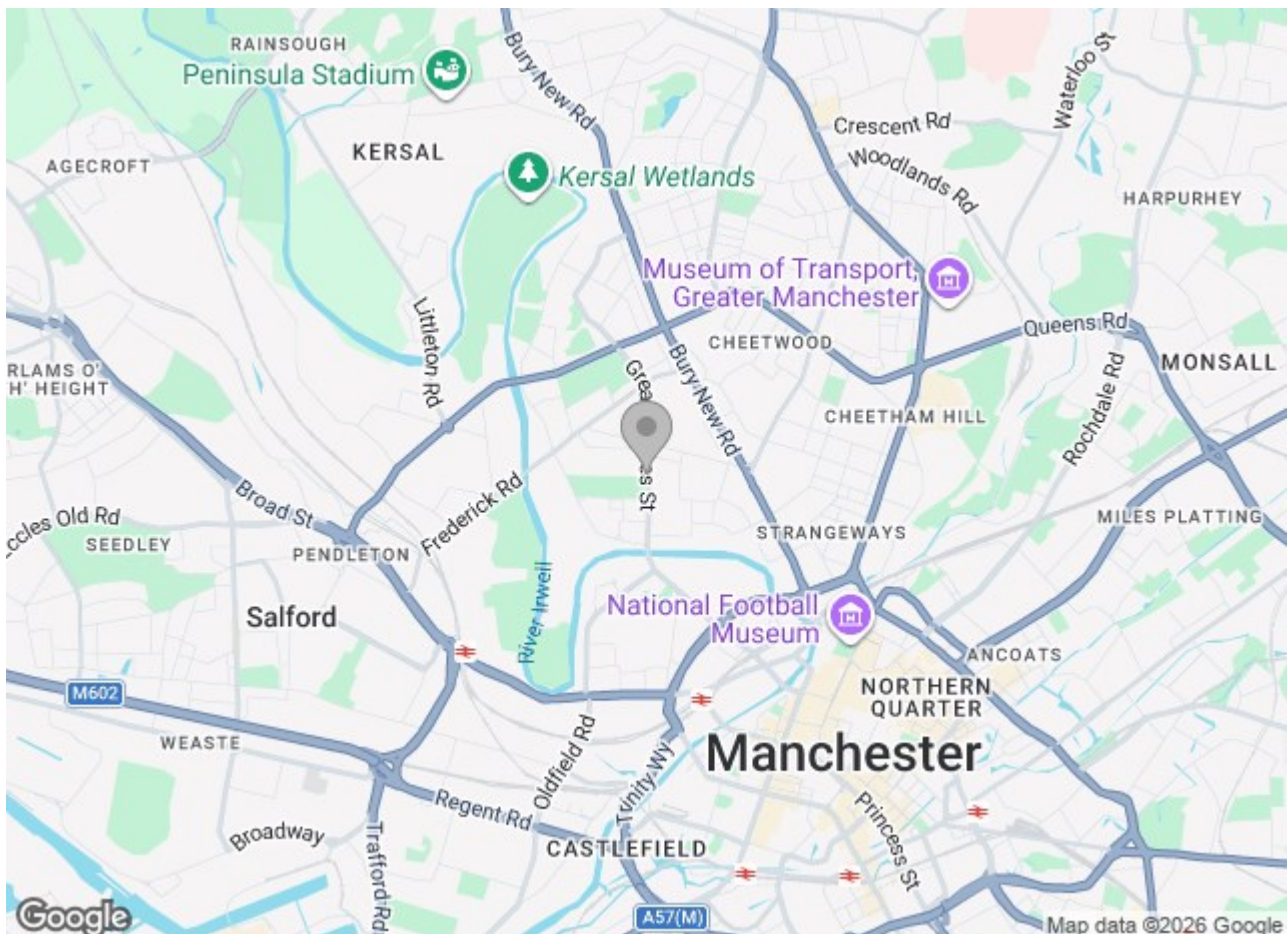 RAINSOUGH
Peninsula Stadium
Bury New Rd
Waterloo St
Crescent Rd
KERSAL
AGECROFT
Woodlands Rd
Kersal Wetlands
HARPURHEY
Museum of Transport,
Greater Manchester
Littleton Rd
Queens Rd
CHEETWOOD
RLAMS O'
TH' HEIGHT
MONSALL
Bury New Rd
Rochdale Rd
CHEETHAM HILL
St
Broad St
Frederick Rd
Eccles Old Rd
SEEDLEY
MILES PLATTING
PENDLETON
STRANGEWAYS
River Irwell
Salford
National Football
Museum
ANCOATS
NORTHERN
QUARTER
M602
WEASTE
Oldfield Rd
Trinity Wy
Manchester
Regent Rd
Princess St
Broadway
Trafford Rd
CASTLEFIELD
A57(M)
Google
Map data ©2026 Google